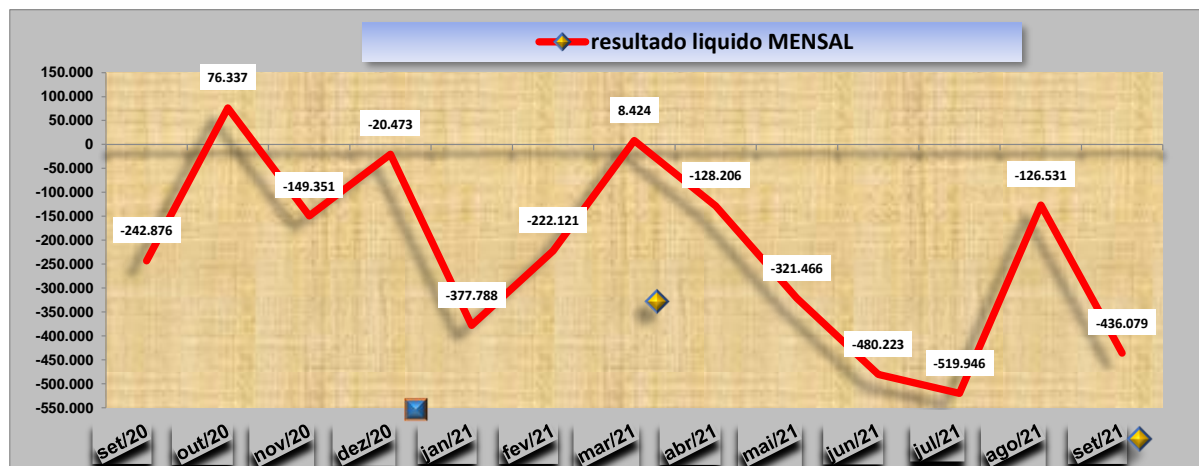 resultado liquido MENSAL
150.000
100.000
50.000
0
-50.000
-100.000
-150.000
-200.000
-250.000
-300.000
-350.000
-400.000
-450.000
-500.000
-550.000
-242.876
76.337
-149.351
-20.473
-377.788
-222.121
8.424
-128.206
-321.466
-480.223
-519.946
-126.531
-436.079
set/20
out/20
nov/20
dez/20
jan/21
fev/21
mar/21
abr/21
mai/21
jun/21
jul/21
ago/21
set/21